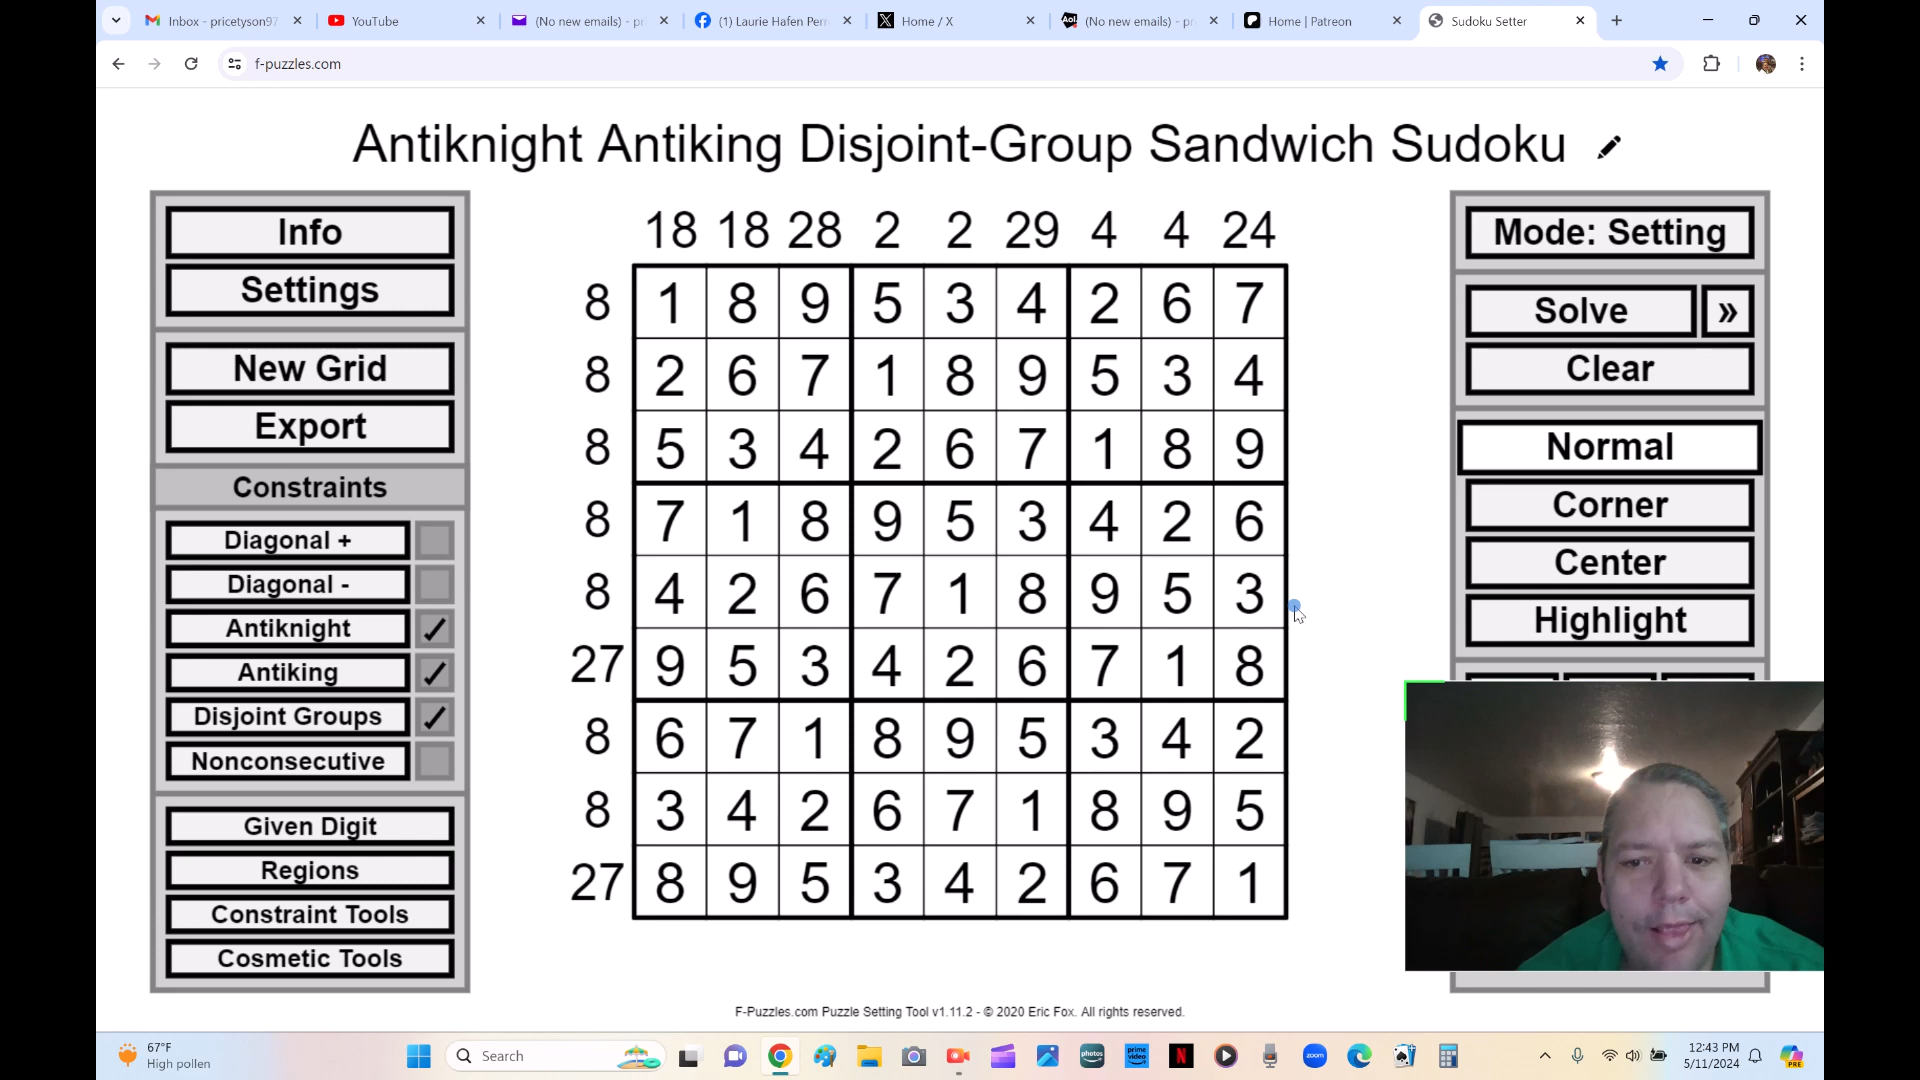 Inbox - pricetyson97
YouTube
(No new emails) - pri
(1) Laurie Hafen Perr
Home / X
Aol.
(No new emails) - pri
Home | Patreon
Sudoku Setter
f-puzzles.com
Antiknight Antiking Disjoint-Group Sandwich Sudoku
Info
Settings
New Grid
Export
Constraints
Diagonal +
Diagonal -
Antiknight
Antiking
Disjoint Groups
Nonconsecutive
Given Digit
Regions
Constraint Tools
Cosmetic Tools
18 18 28 2 2 29 4 4 24
8 1 8 9 5 3 4 2 6 7
8 2 6 7 1 8 9 5 3 4
8 5 3 4 2 6 7 1 8 9
8 7 1 8 9 5 3 4 2 6
8 4 2 6 7 1 8 9 5 3
27 9 5 3 4 2 6 7 1 8
8 6 7 1 8 9 5 3 4 2
8 3 4 2 6 7 1 8 9 5
27 8 9 5 3 4 2 6 7 1
Mode: Setting
Solve »
Clear
Normal
Corner
Center
Highlight
F-Puzzles.com Puzzle Setting Tool v1.11.2 - © 2020 Eric Fox. All rights reserved.
67°F
High pollen
Search
photos
prime video
N
zoom
12:43 PM
5/11/2024
PRE